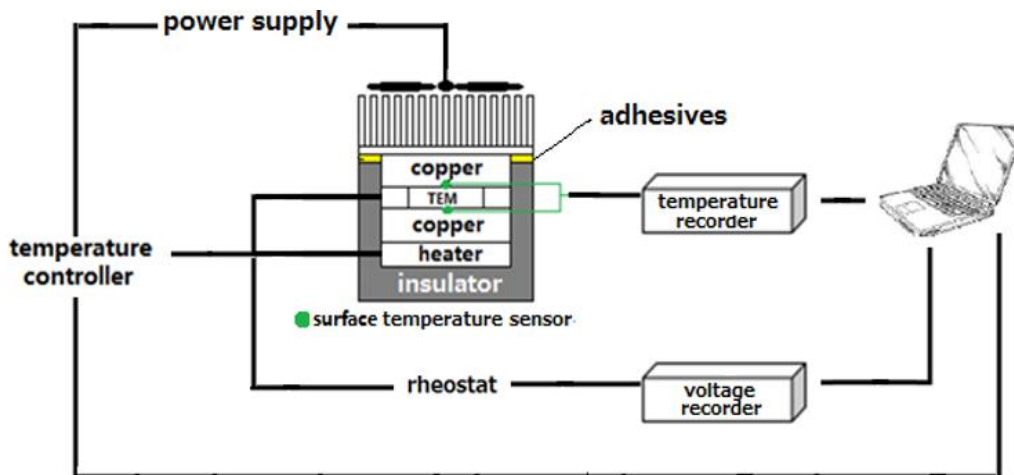 power supply
adhesives
copper
TEM
copper
heater
insulator
temperature
controller
temperature
recorder
surface temperature sensor
rheostat
voltage
recorder